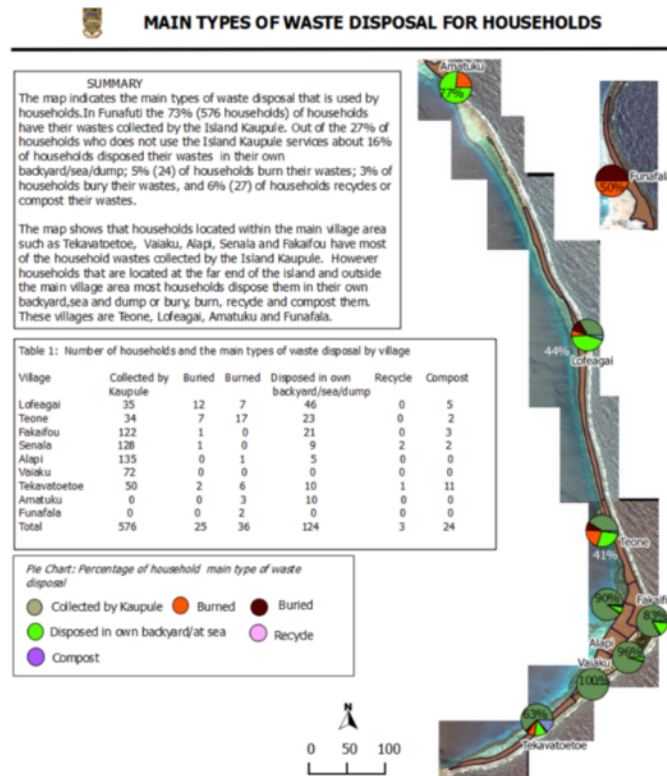 MAIN TYPES OF WASTE DISPOSAL FOR HOUSEHOLDS
SUMMARY
The map indicates the main types of waste disposal that is used by
households.In Funafuti the 73% (576 households) of households
have their wastes collected by the Island Kaupule. Out of the 27% of
households who does not use the Island Kaupule services about 16%
of households disposed their wastes in their own
backyard/sea/dump; 5% (24) of households burn their wastes; 3% of
households bury their wastes, and 6% (27) of households recycles or
compost their wastes.
The map shows that households located within the main village area
such as Tekavatoetoe, Vaiaku, Alapi, Senala and Fakaifou have most
of the household wastes collected by the Island Kaupule. However
households that are located at the far end of the island and outside
the main village area most households dispose them in their own
backyard,sea and dump or bury, burn, recycle and compost them.
These villages are Teone, Lofeagai, Amatuku and Funafala.
Table 1: Number of households and the main types of waste disposal by village
Village Collected by Kaupule Buried Burned Disposed in own backyard/sea/dump Recycle Compost
Lofeagai 35 12 7 46 0 5
Teone 34 7 17 23 0 2
Fakaifou 122 1 0 21 0 3
Senala 128 1 0 9 2 2
Alapi 135 0 1 5 0 0
Vaiaku 72 0 0 0 0 0
Tekavatoetoe 50 2 6 10 1 11
Amatuku 0 0 3 10 0 0
Funafala 0 0 2 0 0 0
Total 576 25 36 124 3 24
Pie Chart: Percentage of household main type of waste
disposal
Collected by Kaupule Burned Buried
Disposed in own backyard/at sea Recycle
Compost
N
0 50 100
Amatuku
77%
Funafala
50%
44%
Lofeagai
Teone
41%
90%
Fakaifu
83%
Alapi
96%
Vaiaku
100%
63%
Tekavatoetoe